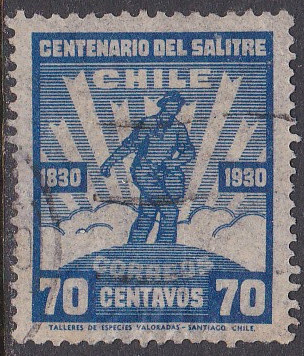 CENTENARIO DEL SALITRE
CHILE
1830 1930
CORREOS
70 CENTAVOS 70
TALLERES DE ESPECIES VALORADAS - SANTIAGO, CHILE.